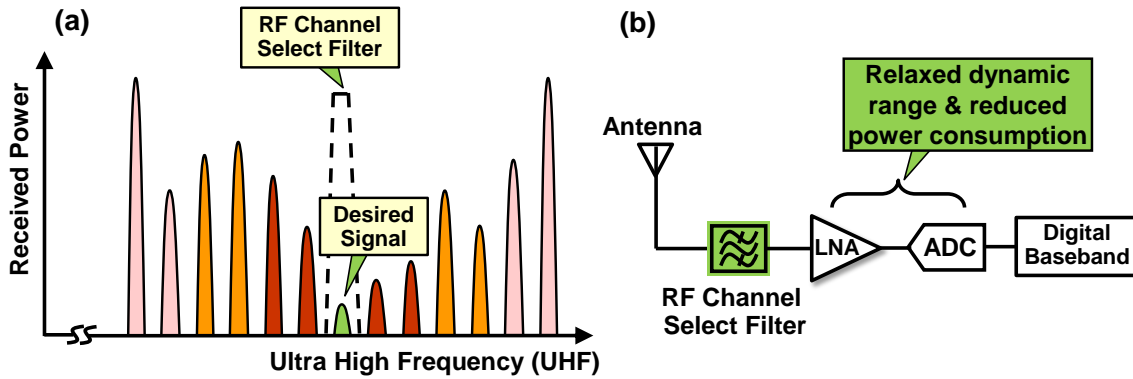 (a)
RF Channel
Select Filter
Received Power
Desired
Signal
Ultra High Frequency (UHF)
(b)
Relaxed dynamic
range & reduced
power consumption
Antenna
LNA
ADC
Digital
Baseband
RF Channel
Select Filter